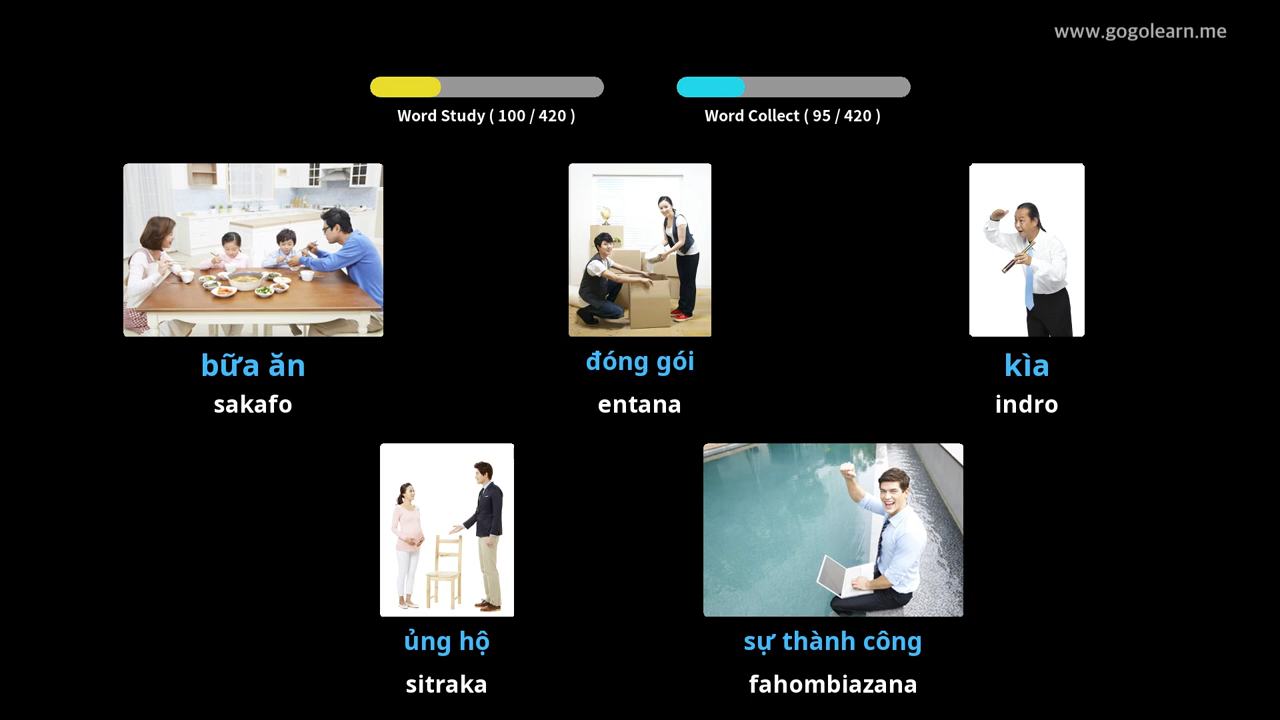 www.gogolearn.me
Word Study ( 100 / 420 )
Word Collect ( 95 / 420 )
bữa ăn
sakafo
đóng gói
entana
kìa
indro
ủng hộ
sitraka
sự thành công
fahombiazana